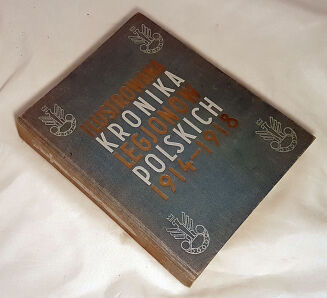 ILUSTROWANA
KRONIKA
LEGJONÓW
POLSKICH
1914–1918